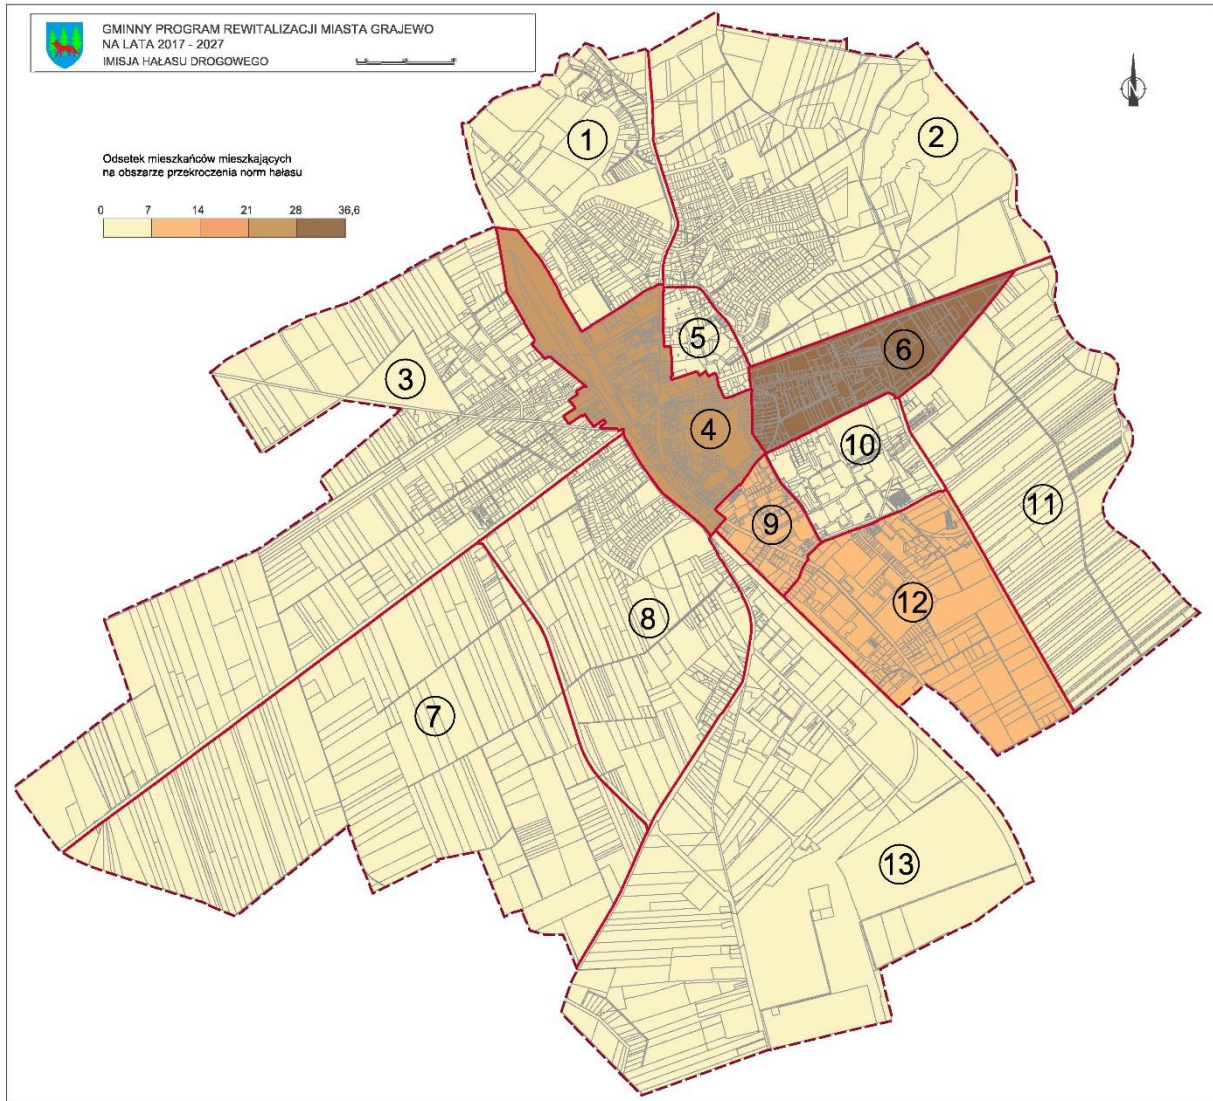 GMINNY PROGRAM REWITALIZACJI MIASTA GRAJEWO
NA LATA 2017 - 2027
IMISJA HAŁASU DROGOWEGO
N
Odsetek mieszkańców mieszkających
na obszarze przekroczenia norm hałasu
0 7 14 21 28 36,6
1
2
3
4
5
6
7
8
9
10
11
12
13